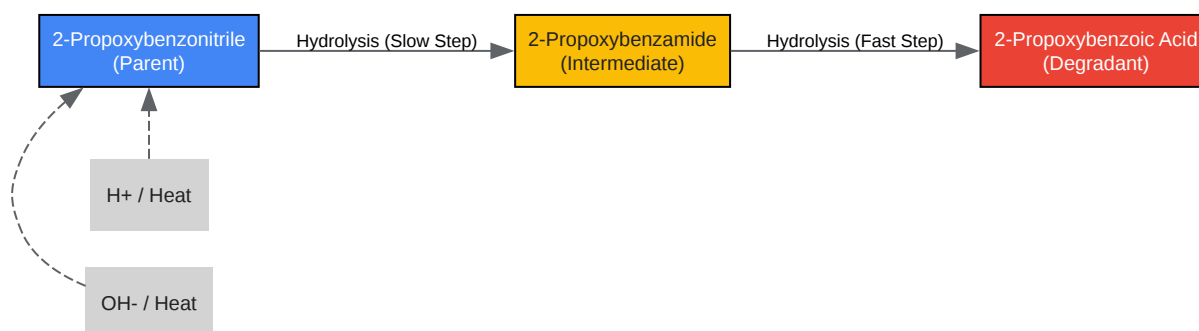 2-Propoxybenzonitrile
(Parent)
Hydrolysis (Slow Step)
2-Propoxybenzamide
(Intermediate)
Hydrolysis (Fast Step)
2-Propoxybenzoic Acid
(Degradant)
H+ / Heat
OH- / Heat